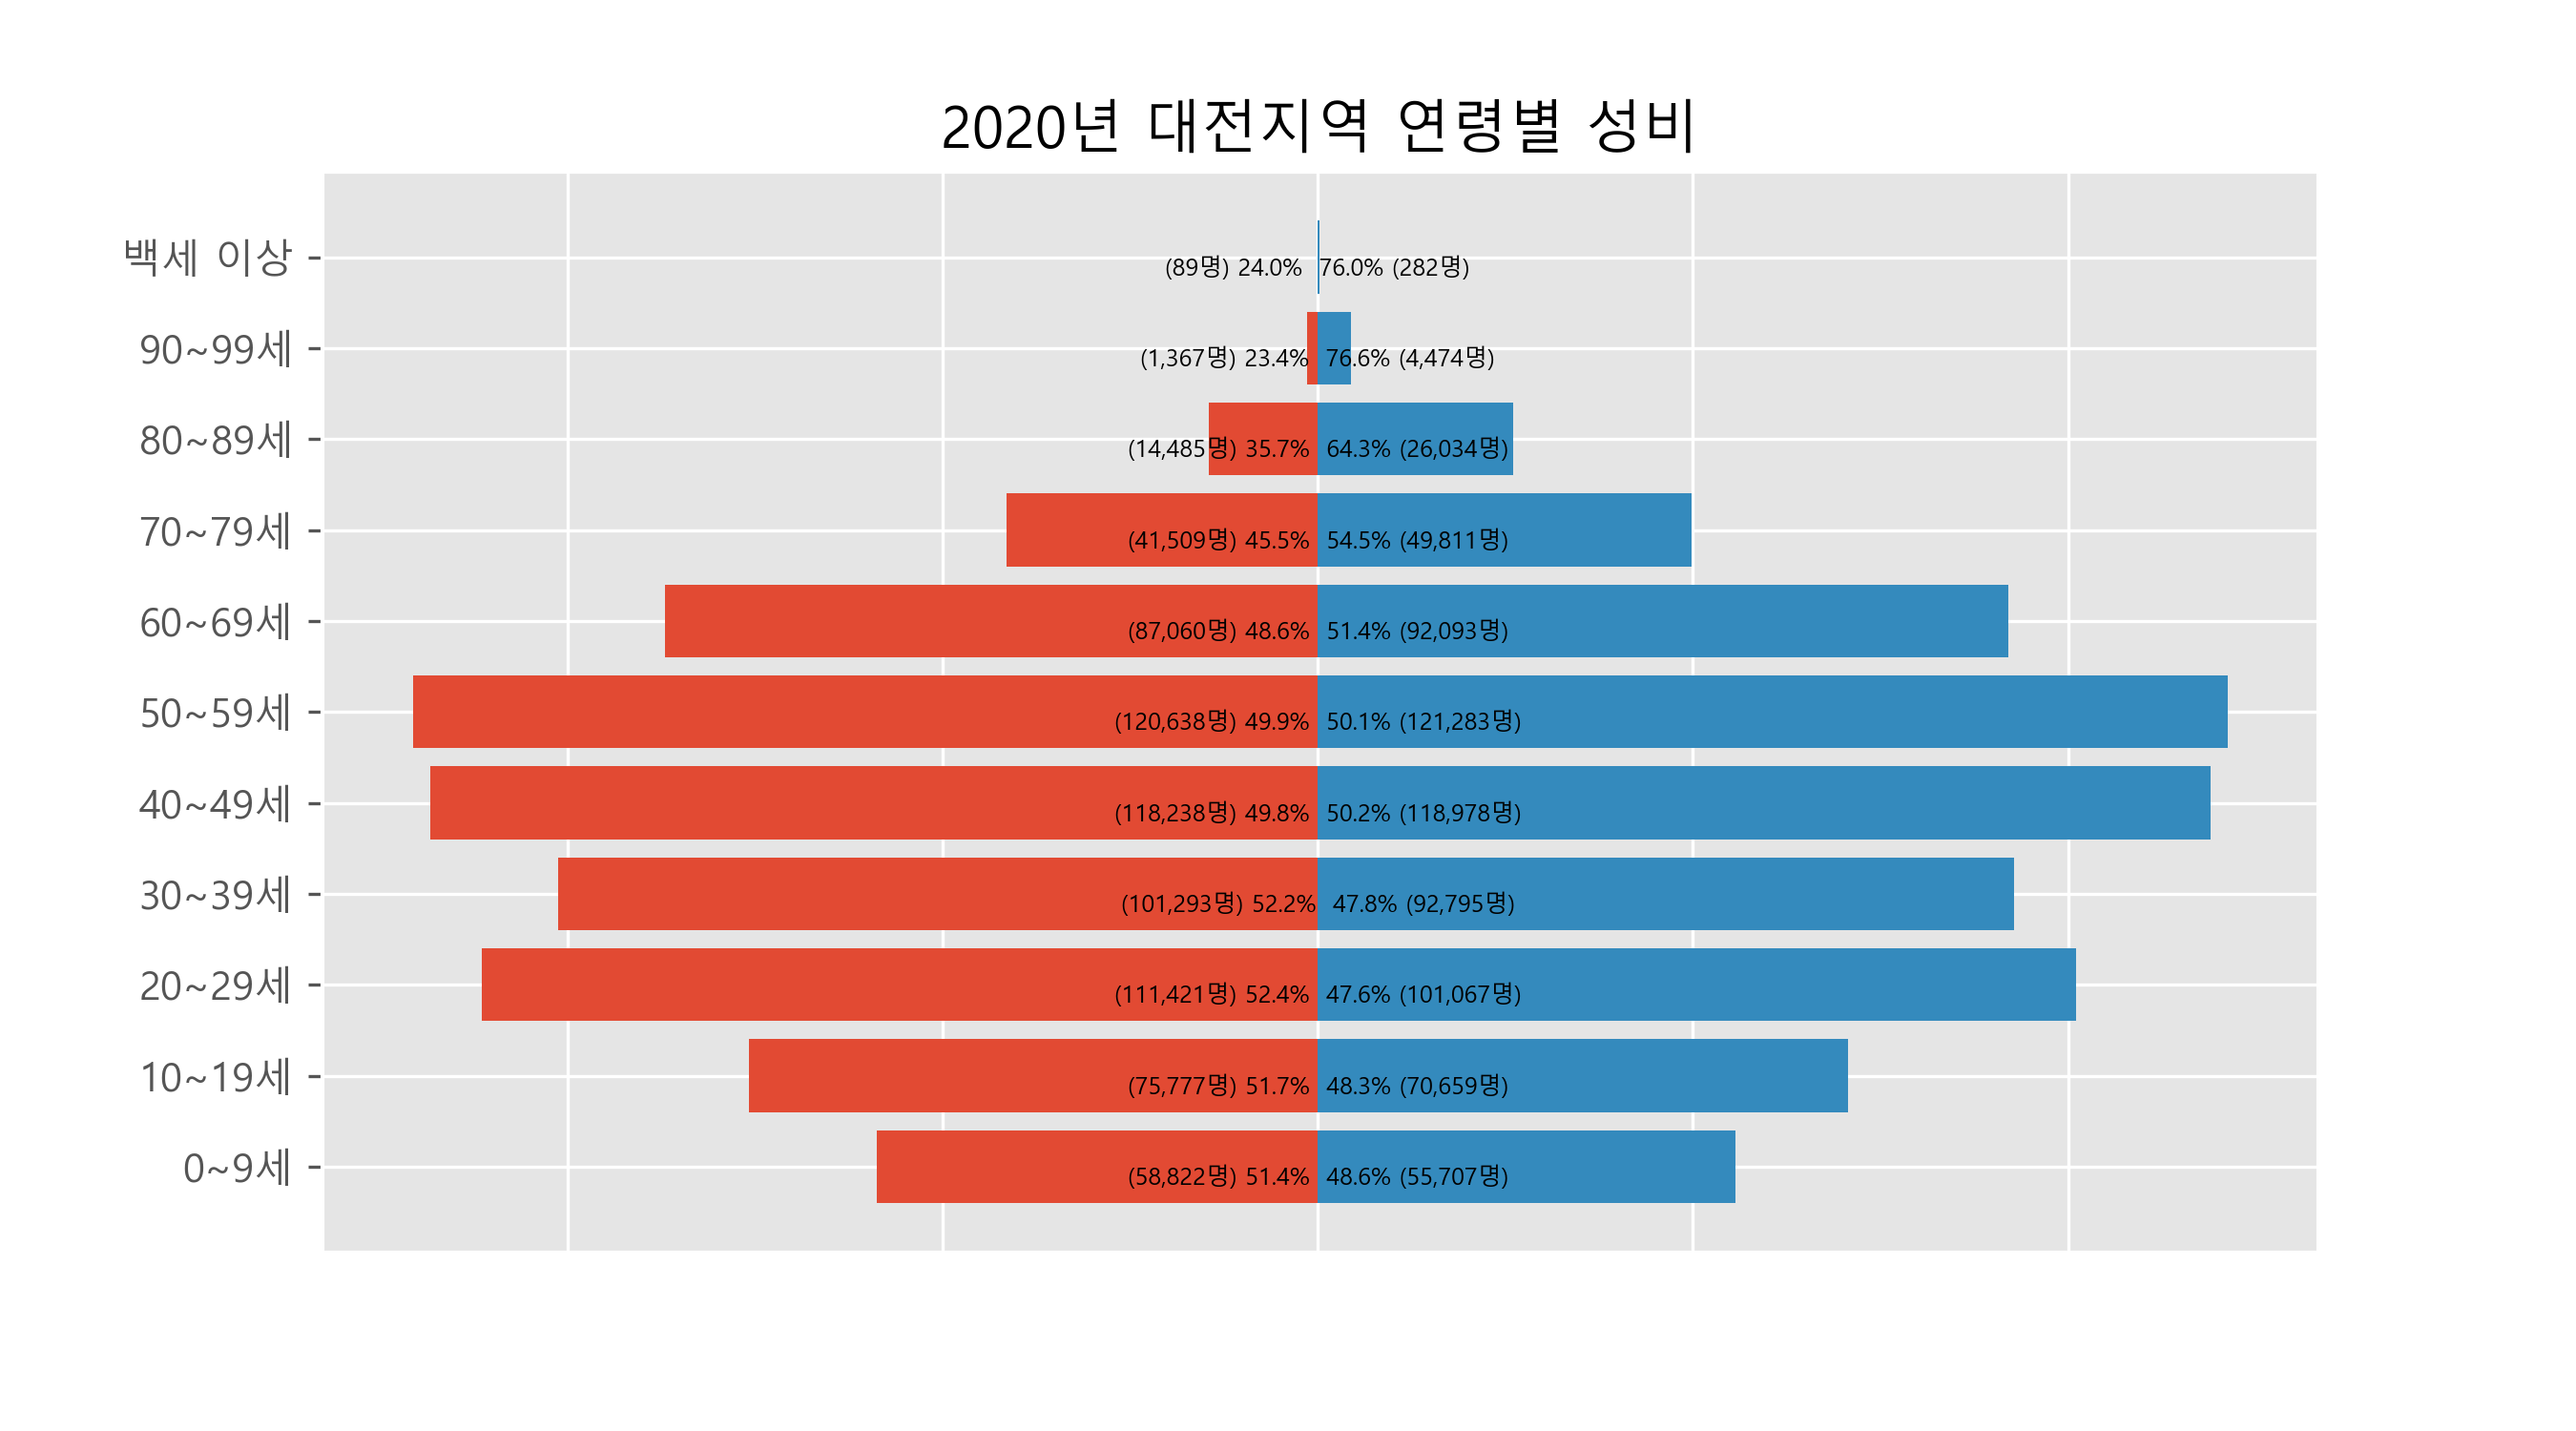 2020년 대전지역 연령별 성비
백세 이상 (89명) 24.0% 76.0% (282명)
90~99세 (1,367명) 23.4% 76.6% (4,474명)
80~89세 (14,485명) 35.7% 64.3% (26,034명)
70~79세 (41,509명) 45.5% 54.5% (49,811명)
60~69세 (87,060명) 48.6% 51.4% (92,093명)
50~59세 (120,638명) 49.9% 50.1% (121,283명)
40~49세 (118,238명) 49.8% 50.2% (118,978명)
30~39세 (101,293명) 52.2% 47.8% (92,795명)
20~29세 (111,421명) 52.4% 47.6% (101,067명)
10~19세 (75,777명) 51.7% 48.3% (70,659명)
0~9세 (58,822명) 51.4% 48.6% (55,707명)